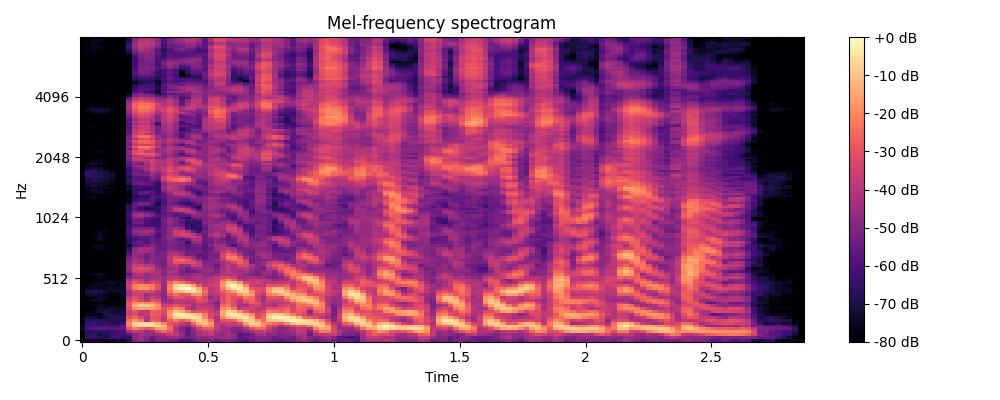 Mel-frequency spectrogram
+0 dB
4096
-10 dB
-20 dB
2048
-30 dB
Hz
-40 dB
1024
-50 dB
512
-60 dB
-70 dB
0
-80 dB
0 0.5 1 1.5 2 2.5
Time